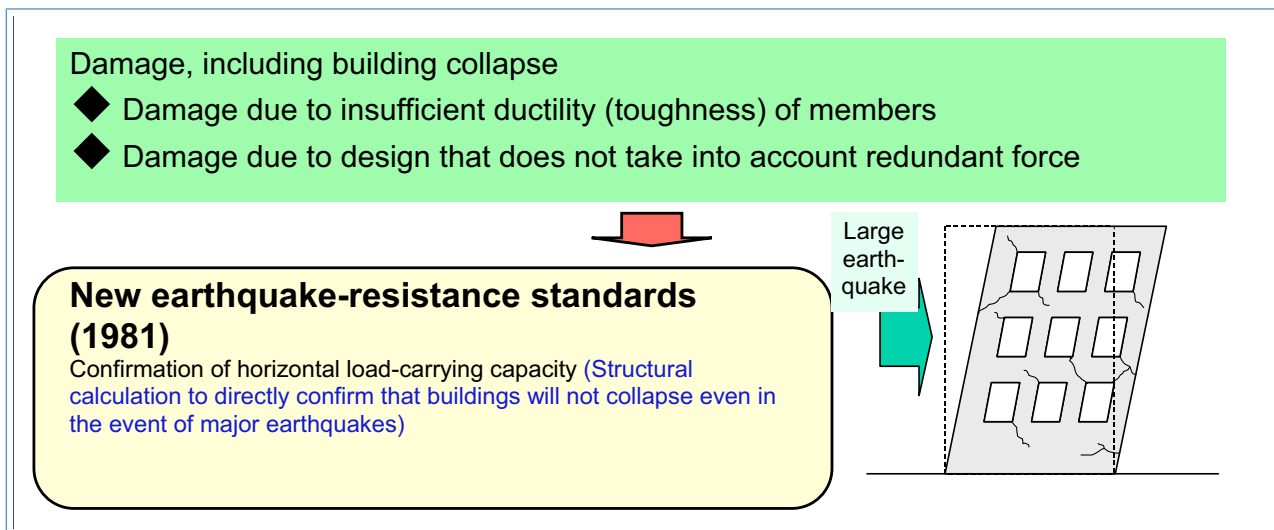 Damage, including building collapse
◆ Damage due to insufficient ductility (toughness) of members
◆ Damage due to design that does not take into account redundant force
Large
earth-
quake
New earthquake-resistance standards
(1981)
Confirmation of horizontal load-carrying capacity (Structural
calculation to directly confirm that buildings will not collapse even in
the event of major earthquakes)